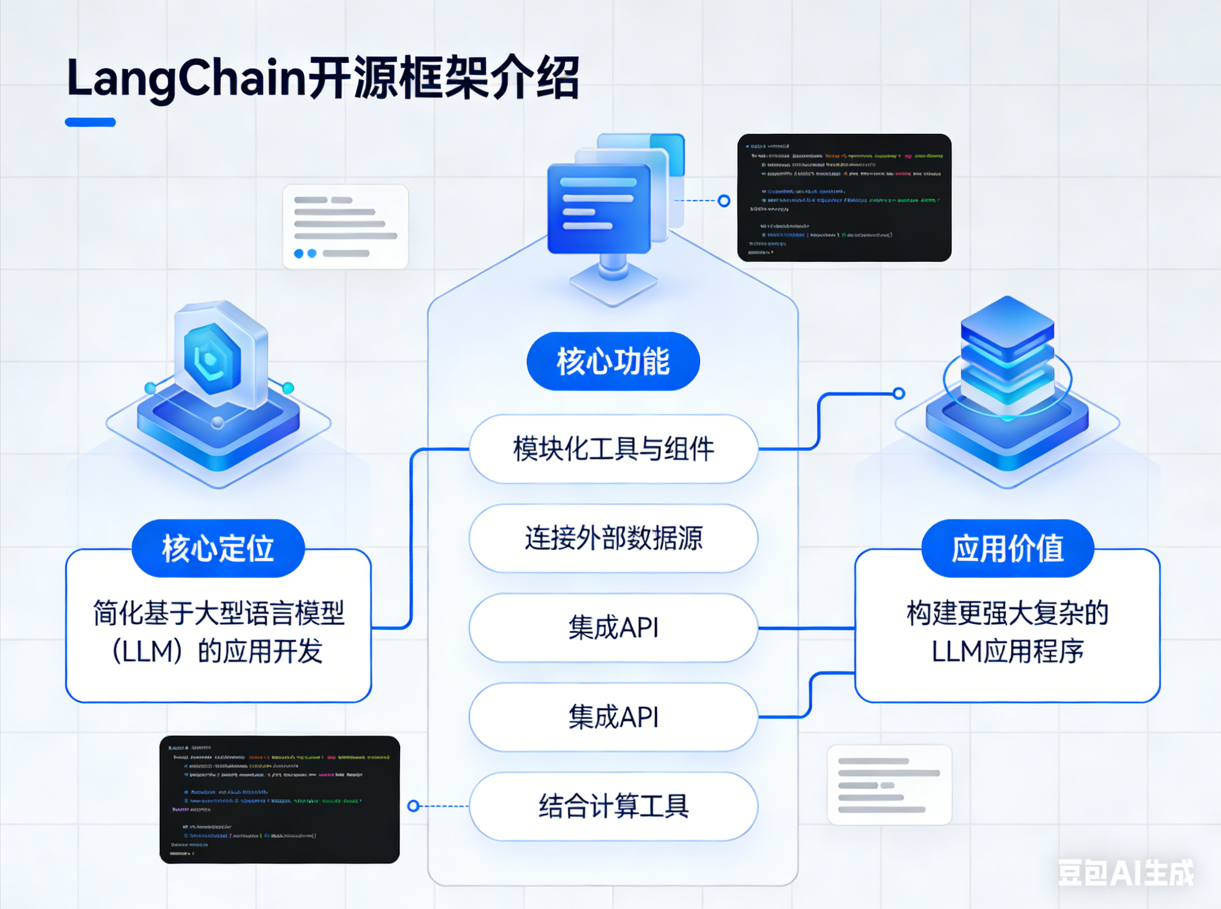 LangChain开源框架介绍
核心功能
模块化工具与组件
连接外部数据源
集成API
集成API
结合计算工具
核心定位
简化基于大型语言模型
（LLM）的应用开发
应用价值
构建更强大复杂的
LLM应用程序
豆包AI生成